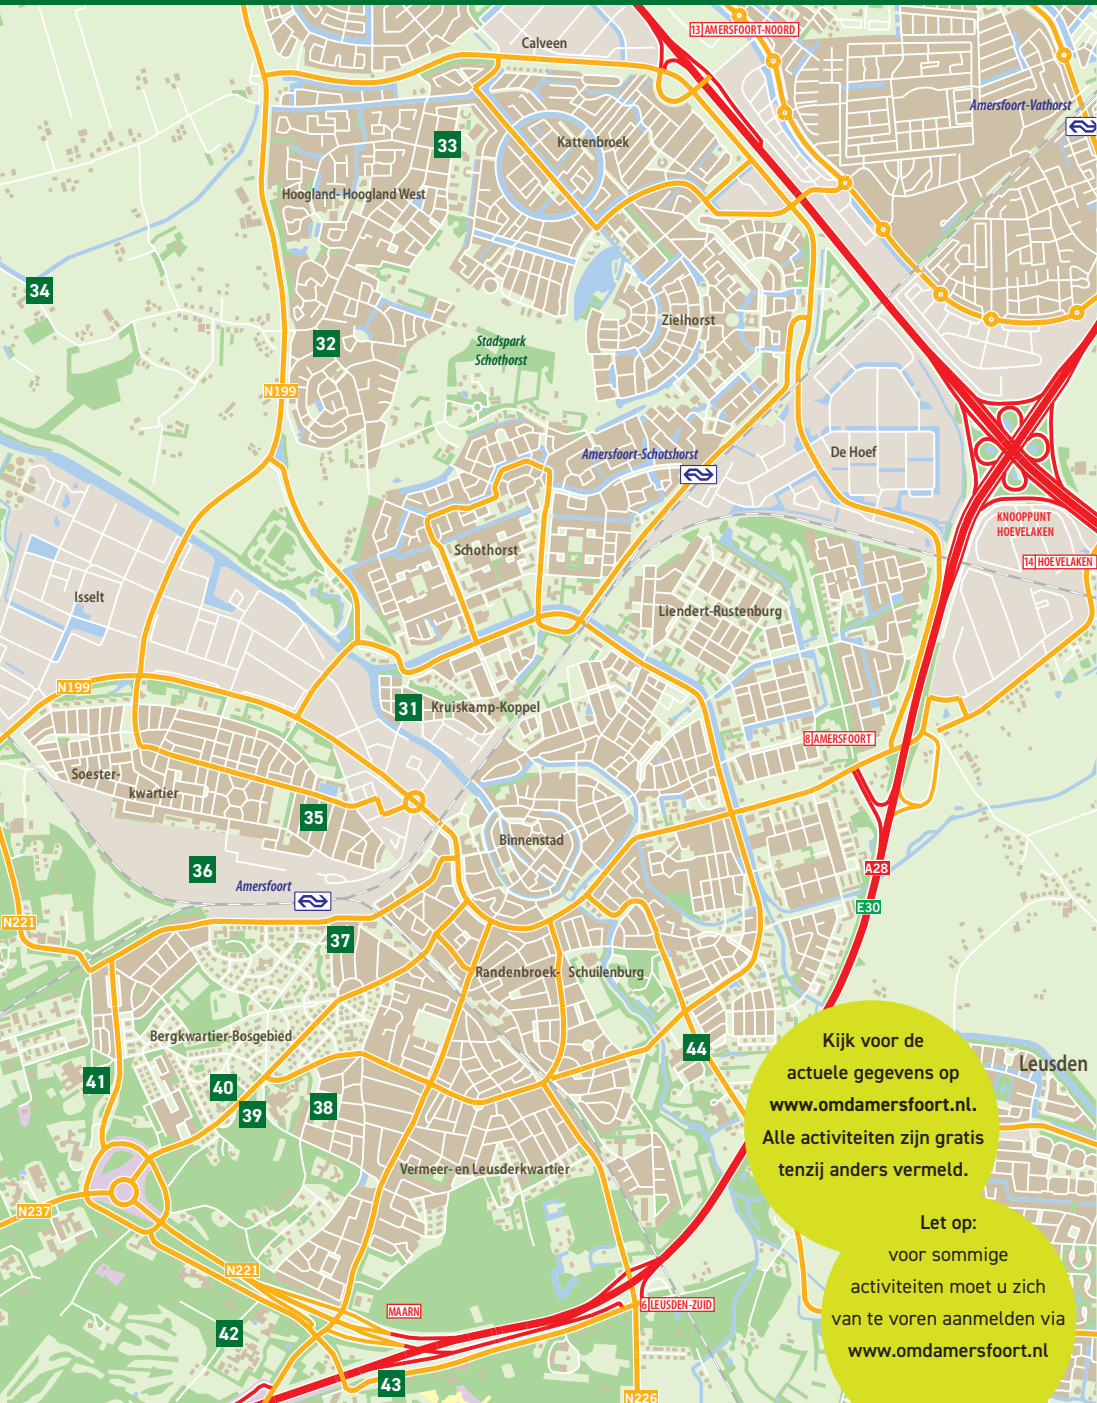 13 AMERSFOORT-NOORD
Calveen
Amersfoort-Vathorst
33
Kattenbroek
Hoogland- Hoogland West
34
32
Zielhorst
Stadspark
Schothorst
N199
Amersfoort-Schotshorst
De Hoef
KNOOPPUNT
HOEVELAKEN
14 HOEVELAKEN
Schothorst
Isselt
Liendert-Rustenburg
N199
31
Kruiskamp-Koppel
8 AMERSFOORT
Soester-
kwartier
35
Binnenstad
36
Amersfoort
A28
E30
N221
37
Randenbroek- Schuilenburg
Bergkwartier-Bosgebied
44
Leusden
41
40
39
38
Vermeer- en Leusderkwartier
N237
N221
MAARN
6 LEUSDEN-ZUID
42
43
N226
Kijk voor de
actuele gegevens op
www.omdamersfoort.nl.
Alle activiteiten zijn gratis
tenzij anders vermeld.
Let op:
voor sommige
activiteiten moet u zich
van te voren aanmelden via
www.omdamersfoort.nl